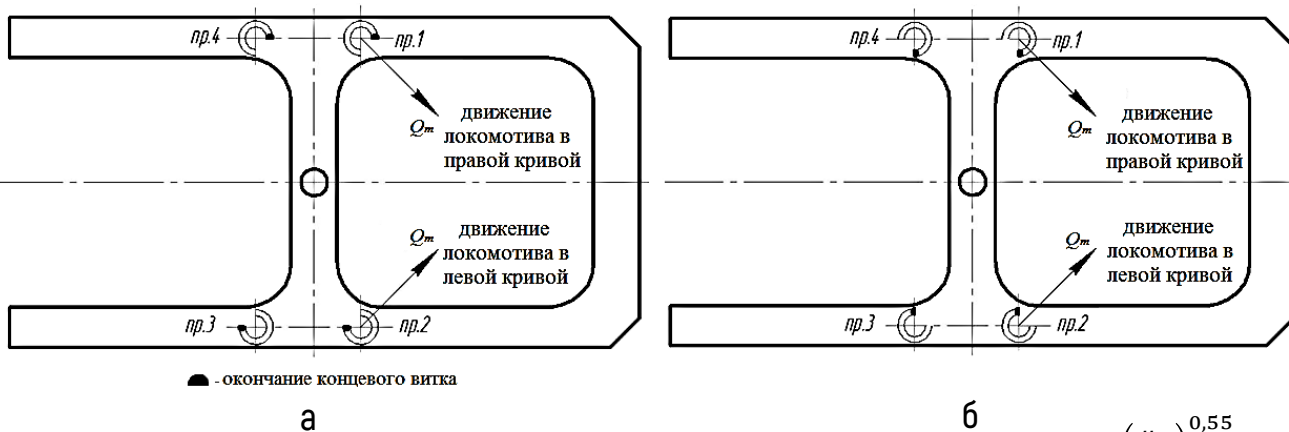 пр.4
пр.1
Qт
движение
локомотива в
правой кривой
Qт
движение
локомотива в
левой кривой
пр.3
пр.2
- окончание концевого витка
а
пр.4
пр.1
Qт
движение
локомотива в
правой кривой
Qт
движение
локомотива в
левой кривой
пр.3
пр.2
б
0,55